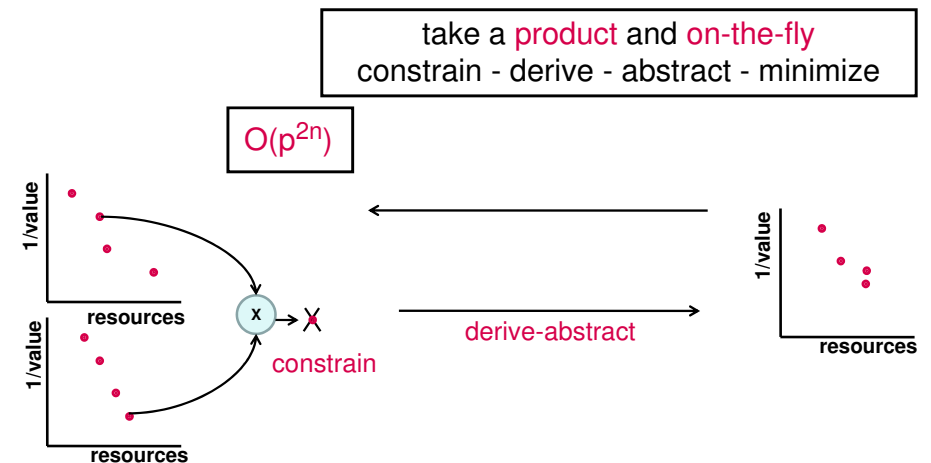 take a product and on-the-fly
constrain - derive - abstract - minimize
O(p^{2n})
1/value
resources
1/value
resources
x
constrain
derive-abstract
1/value
resources